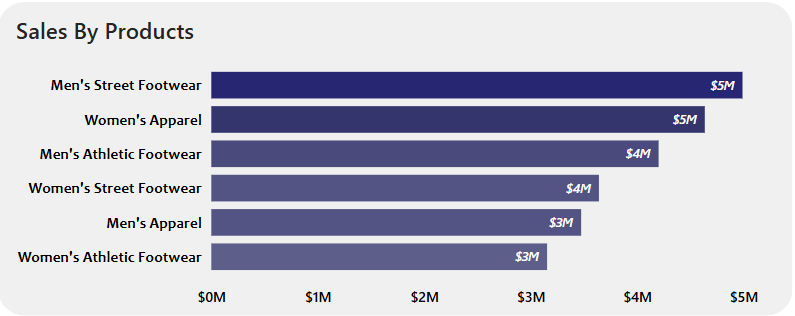 Sales By Products
Men's Street Footwear $5M
Women's Apparel $5M
Men's Athletic Footwear $4M
Women's Street Footwear $4M
Men's Apparel $3M
Women's Athletic Footwear $3M
$0M $1M $2M $3M $4M $5M